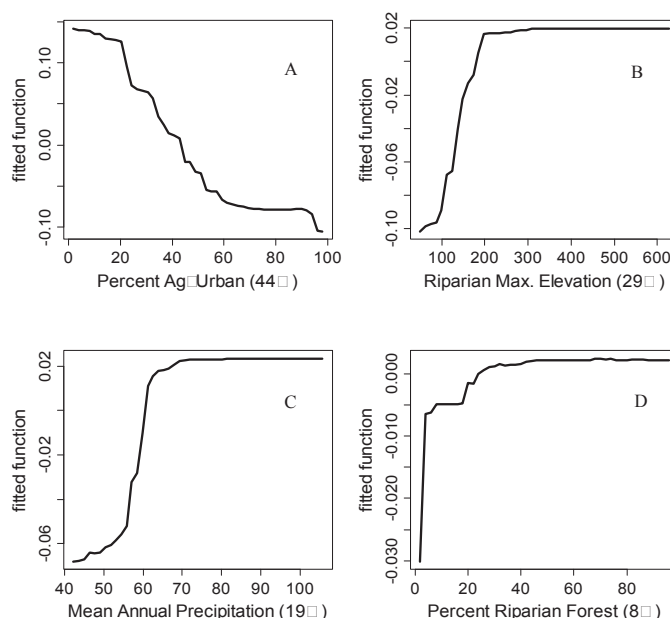 fitted function
0.10
0.00
-0.10
A
0 20 40 60 80 100
Percent Ag□Urban (44□ )
fitted function
0.02
-0.02
-0.06
-0.10
B
100 200 300 400 500 600
Riparian Max. Elevation (29□ )
fitted function
0.02
-0.02
-0.06
C
40 50 60 70 80 90 100
Mean Annual Precipitation (19□ )
fitted function
0.000
-0.010
-0.020
-0.030
D
0 20 40 60 80
Percent Riparian Forest (8□ )